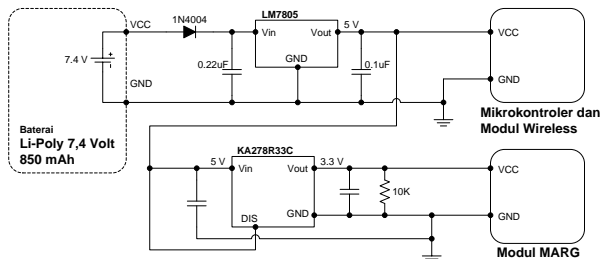 VCC
1N4004
LM7805
Vin
Vout
5 V
VCC
7.4 V
0.22uF
GND
0.1uF
GND
GND
Baterai
Li-Poly 7,4 Volt
850 mAh
Mikrokontroler dan
Modul Wireless
KA278R33C
5 V
Vin
Vout
3.3 V
VCC
10K
DIS
GND
GND
Modul MARG